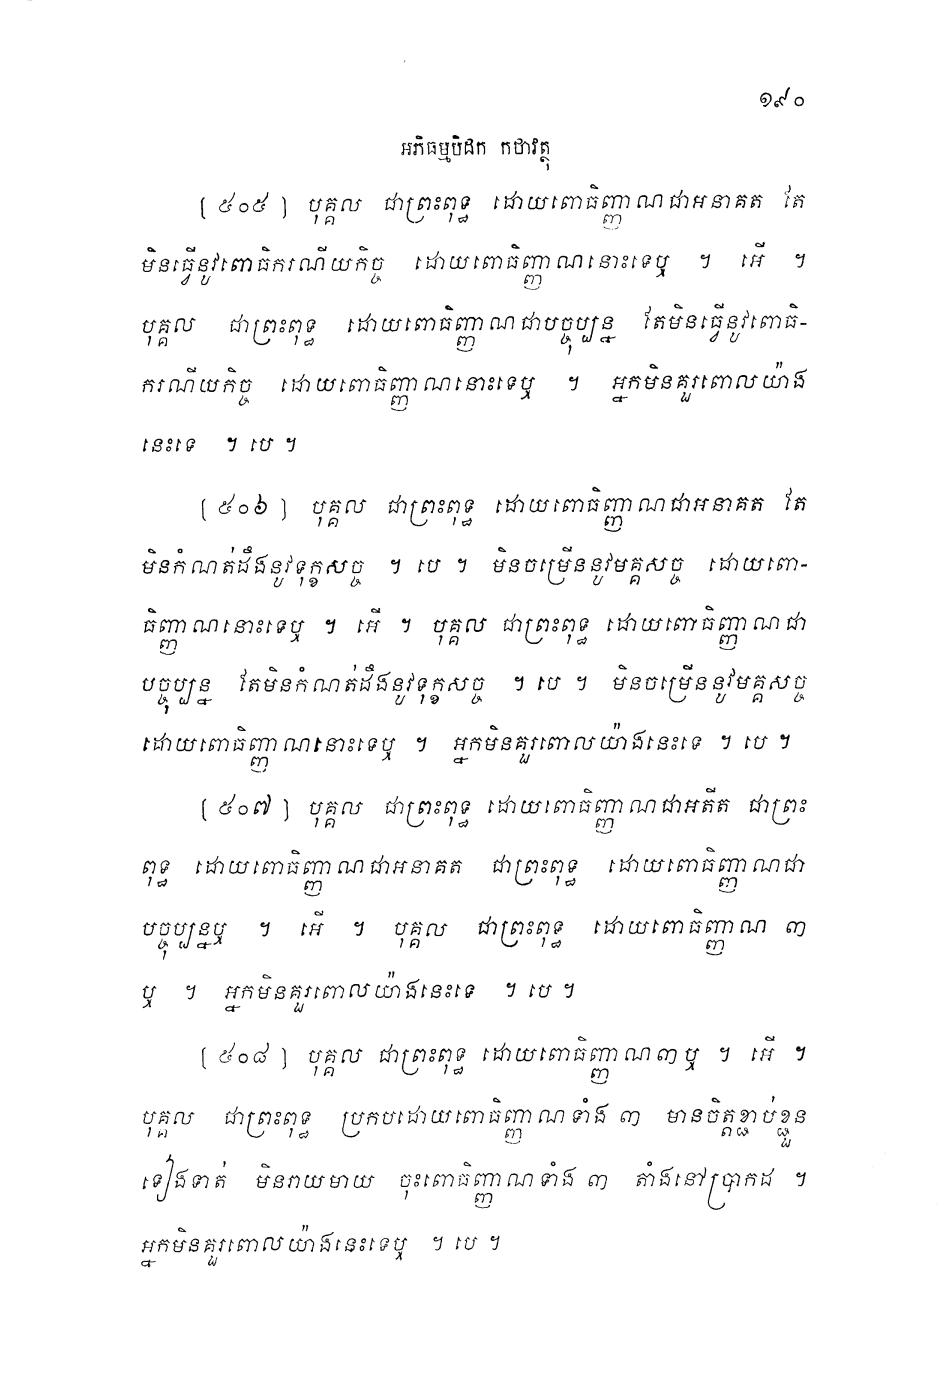 ១៩០
អភិធម្មបិដក កថាវត្ថុ
[ ៥០៥ ] បុគ្គល ជាព្រះពុទ្ធ ដោយពោធិញ្ញាណជាអនាគត តែ
មិនធ្វើនូវពោធិករណីយកិច្ច ដោយពោធិញ្ញាណនោះទេឬ ។ អើ ។
បុគ្គល ជាព្រះពុទ្ធ ដោយពោធិញ្ញាណជាបច្ចុប្បន្ន តែមិនធ្វើនូវពោធិ-
ករណីយកិច្ច ដោយពោធិញ្ញាណនោះទេឬ ។ អ្នកមិនគួរពោលយ៉ាង
នេះទេ ។ បេ ។
[ ៥០៦ ] បុគ្គល ជាព្រះពុទ្ធ ដោយពោធិញ្ញាណជាអនាគត តែ
មិនកំណត់ដឹងនូវទុក្ខសច្ច ។ បេ ។ មិនចម្រើននូវមគ្គសច្ច ដោយពោ-
ធិញ្ញាណនោះទេឬ ។ អើ ។ បុគ្គល ជាព្រះពុទ្ធ ដោយពោធិញ្ញាណជា
បច្ចុប្បន្ន តែមិនកំណត់ដឹងនូវទុក្ខសច្ច ។ បេ ។ មិនចម្រើននូវមគ្គសច្ច
ដោយពោធិញ្ញាណនោះទេឬ ។ អ្នកមិនគួរពោលយ៉ាងនេះទេ ។ បេ ។
[ ៥០៧ ] បុគ្គល ជាព្រះពុទ្ធ ដោយពោធិញ្ញាណជាអតីត ជាព្រះ
ពុទ្ធ ដោយពោធិញ្ញាណជាអនាគត ជាព្រះពុទ្ធ ដោយពោធិញ្ញាណជា
បច្ចុប្បន្នឬ ។ អើ ។ បុគ្គល ជាព្រះពុទ្ធ ដោយពោធិញ្ញាណ ៣
ឬ ។ អ្នកមិនគួរពោលយ៉ាងនេះទេ ។ បេ ។
[ ៥០៨ ] បុគ្គល ជាព្រះពុទ្ធ ដោយពោធិញ្ញាណ៣ឬ ។ អើ ។
បុគ្គល ជាព្រះពុទ្ធ ប្រកបដោយពោធិញ្ញាណទាំង ៣ មានចិត្តខ្ជាប់ខ្ជួន
ទៀងទាត់ មិនរាយមាយ ចុះពោធិញ្ញាណទាំង ៣ តាំងនៅប្រាកដ ។
អ្នកមិនគួរពោលយ៉ាងនេះទេឬ ។ បេ ។